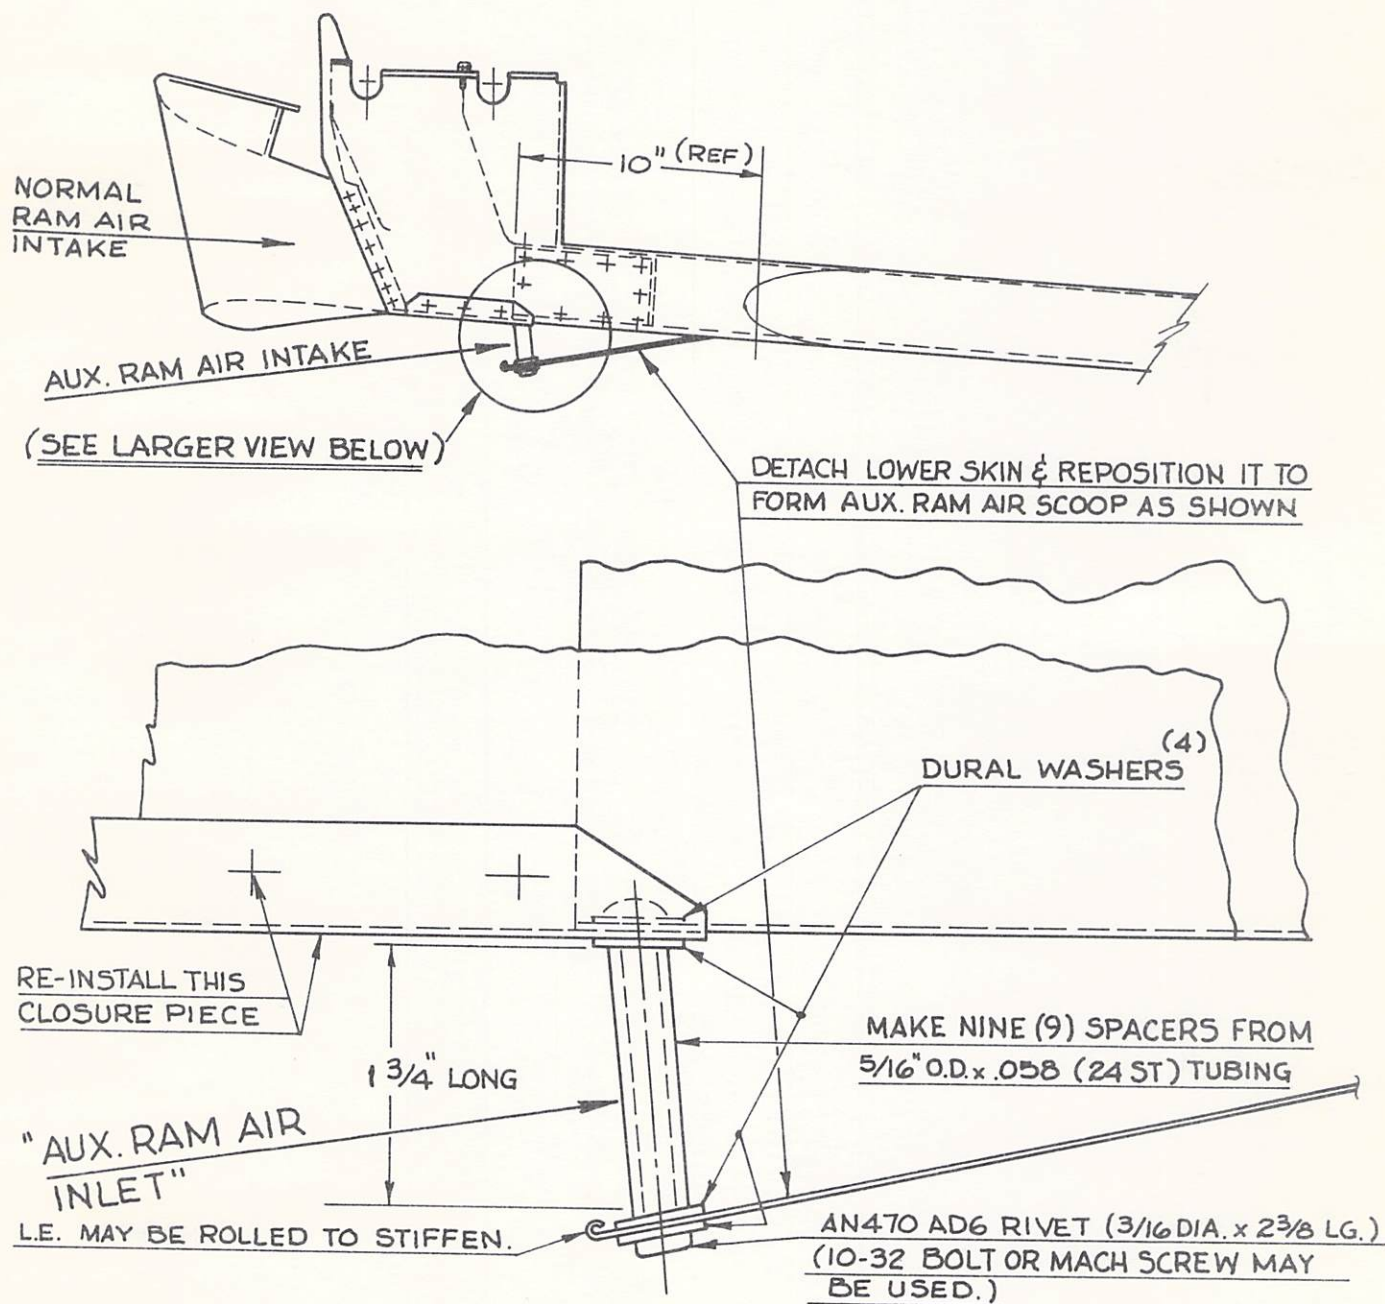 10" (REF)
NORMAL
RAM AIR
INTAKE
AUX. RAM AIR INTAKE
(SEE LARGER VIEW BELOW)
DETACH LOWER SKIN & REPOSITION IT TO
FORM AUX. RAM AIR SCOOP AS SHOWN
(4)
DURAL WASHERS
RE-INSTALL THIS
CLOSURE PIECE
1 3/4" LONG
MAKE NINE (9) SPACERS FROM
5/16" O.D. x .058 (24 ST) TUBING
"AUX. RAM AIR
INLET"
L.E. MAY BE ROLLED TO STIFFEN.
AN470 AD6 RIVET (3/16 DIA. x 2 3/8 LG.)
(10-32 BOLT OR MACH SCREW MAY
BE USED.)